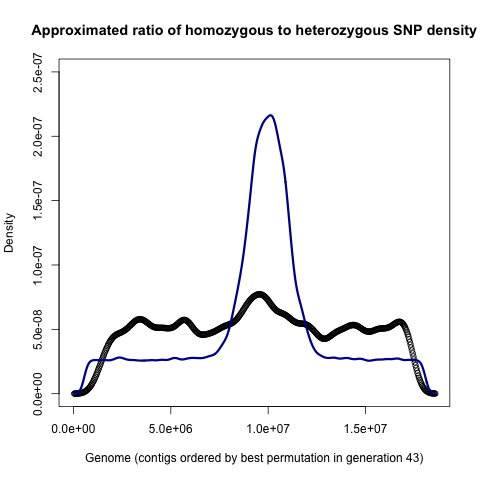 Approximated ratio of homozygous to heterozygous SNP density
2.5e-07
2.0e-07
1.5e-07
1.0e-07
5.0e-08
0.0e+00
Density
0.0e+00 5.0e+06 1.0e+07 1.5e+07
Genome (contigs ordered by best permutation in generation 43)